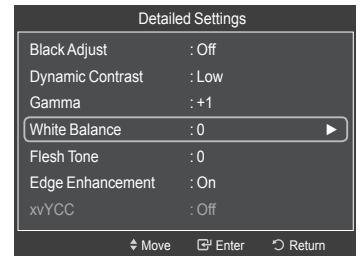 Detailed Settings
Black Adjust : Off
Dynamic Contrast : Low
Gamma : +1
White Balance : 0 ►
Flesh Tone : 0
Edge Enhancement : On
xvYCC : Off
Move Enter Return